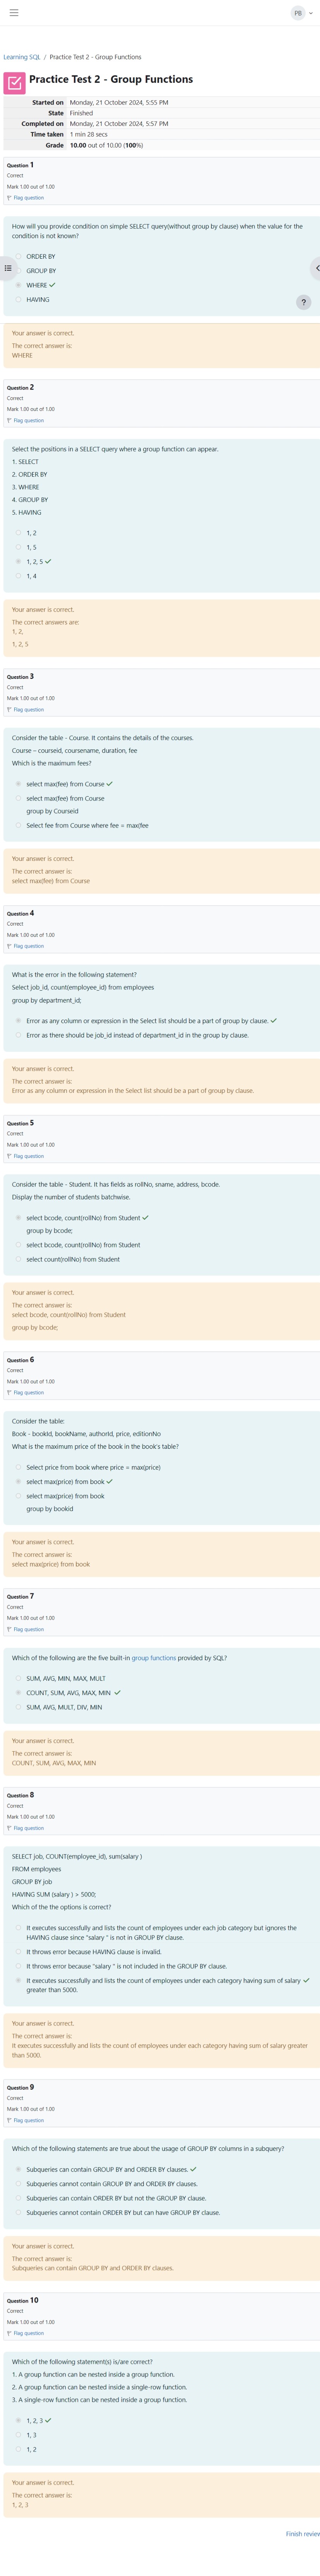 PB
Learning SQL / Practice Test 2 - Group Functions
Practice Test 2 - Group Functions
Started on Monday, 21 October 2024, 5:55 PM
State Finished
Completed on Monday, 21 October 2024, 5:57 PM
Time taken 1 min 28 secs
Grade 10.00 out of 10.00 (100%)
Question 1
Correct
Mark 1.00 out of 1.00
Flag question
How will you provide condition on simple SELECT query(without group by clause) when the value for the
condition is not known?
ORDER BY
GROUP BY
WHERE
HAVING
?
Your answer is correct.
The correct answer is:
WHERE
Question 2
Correct
Mark 1.00 out of 1.00
Flag question
Select the positions in a SELECT query where a group function can appear.
1. SELECT
2. ORDER BY
3. WHERE
4. GROUP BY
5. HAVING
1, 2
1, 5
1, 2, 5
1, 4
Your answer is correct.
The correct answers are:
1, 2,
1, 2, 5
Question 3
Correct
Mark 1.00 out of 1.00
Flag question
Consider the table - Course. It contains the details of the courses.
Course – courseid, coursename, duration, fee
Which is the maximum fees?
select max(fee) from Course
select max(fee) from Course
group by Courseid
Select fee from Course where fee = max(fee
Your answer is correct.
The correct answer is:
select max(fee) from Course
Question 4
Correct
Mark 1.00 out of 1.00
Flag question
What is the error in the following statement?
Select job_id, count(employee_id) from employees
group by department_id;
Error as any column or expression in the Select list should be a part of group by clause.
Error as there should be job_id instead of department_id in the group by clause.
Your answer is correct.
The correct answer is:
Error as any column or expression in the Select list should be a part of group by clause.
Question 5
Correct
Mark 1.00 out of 1.00
Flag question
Consider the table - Student. It has fields as rollNo, sname, address, bcode.
Display the number of students batchwise.
select bcode, count(rollNo) from Student
group by bcode;
select bcode, count(rollNo) from Student
select count(rollNo) from Student
Your answer is correct.
The correct answer is:
select bcode, count(rollNo) from Student
group by bcode;
Question 6
Correct
Mark 1.00 out of 1.00
Flag question
Consider the table:
Book - bookId, bookName, authorId, price, editionNo
What is the maximum price of the book in the book's table?
Select price from book where price = max(price)
select max(price) from book
select max(price) from book
group by bookid
Your answer is correct.
The correct answer is:
select max(price) from book
Question 7
Correct
Mark 1.00 out of 1.00
Flag question
Which of the following are the five built-in group functions provided by SQL?
SUM, AVG, MIN, MAX, MULT
COUNT, SUM, AVG, MAX, MIN
SUM, AVG, MULT, DIV, MIN
Your answer is correct.
The correct answer is:
COUNT, SUM, AVG, MAX, MIN
Question 8
Correct
Mark 1.00 out of 1.00
Flag question
SELECT job, COUNT(employee_id), sum(salary )
FROM employees
GROUP BY job
HAVING SUM (salary ) > 5000;
Which of the the options is correct?
It executes successfully and lists the count of employees under each job category but ignores the
HAVING clause since "salary " is not in GROUP BY clause.
It throws error because HAVING clause is invalid.
It throws error because "salary " is not included in the GROUP BY clause.
It executes successfully and lists the count of employees under each category having sum of salary
greater than 5000.
Your answer is correct.
The correct answer is:
It executes successfully and lists the count of employees under each category having sum of salary greater
than 5000.
Question 9
Correct
Mark 1.00 out of 1.00
Flag question
Which of the following statements are true about the usage of GROUP BY columns in a subquery?
Subqueries can contain GROUP BY and ORDER BY clauses.
Subqueries cannot contain GROUP BY and ORDER BY clauses.
Subqueries can contain ORDER BY but not the GROUP BY clause.
Subqueries cannot contain ORDER BY but can have GROUP BY clause.
Your answer is correct.
The correct answer is:
Subqueries can contain GROUP BY and ORDER BY clauses.
Question 10
Correct
Mark 1.00 out of 1.00
Flag question
Which of the following statement(s) is/are correct?
1. A group function can be nested inside a group function.
2. A group function can be nested inside a single-row function.
3. A single-row function can be nested inside a group function.
1, 2, 3
1, 3
1, 2
Your answer is correct.
The correct answer is:
1, 2, 3
Finish review